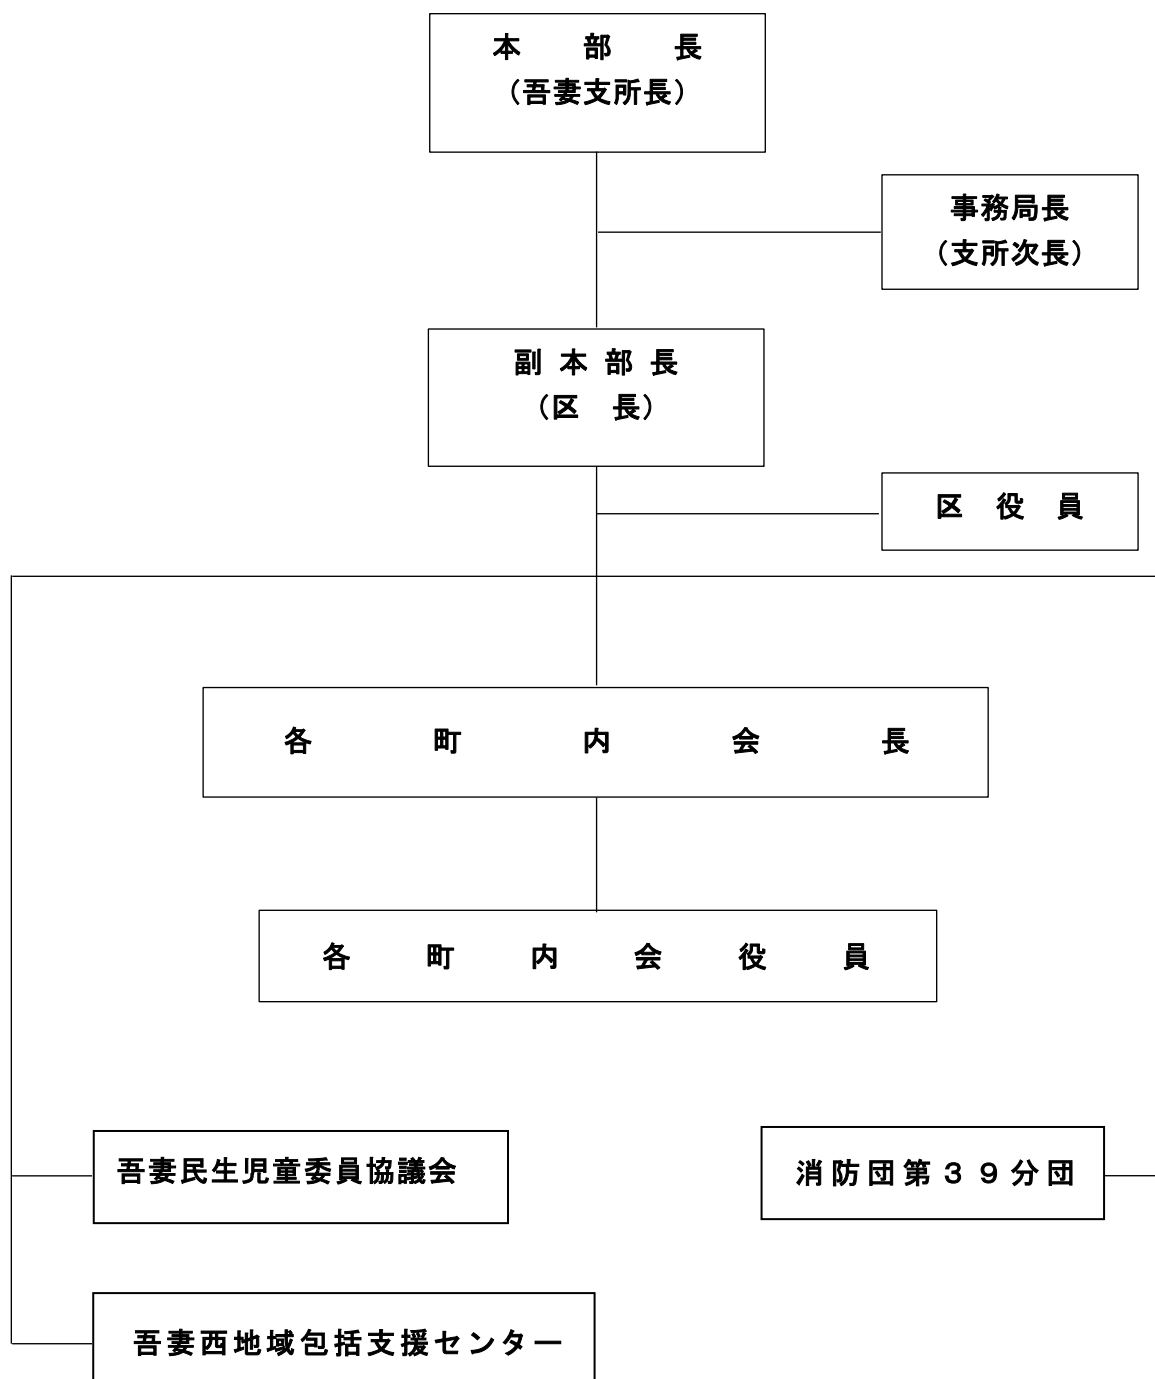 本部長
（吾妻支所長）
事務局長
（支所次長）
副本部長
（区　長）
区役員
各町内会長
各町内会役員
吾妻民生児童委員協議会
消防団第３９分団
吾妻西地域包括支援センター